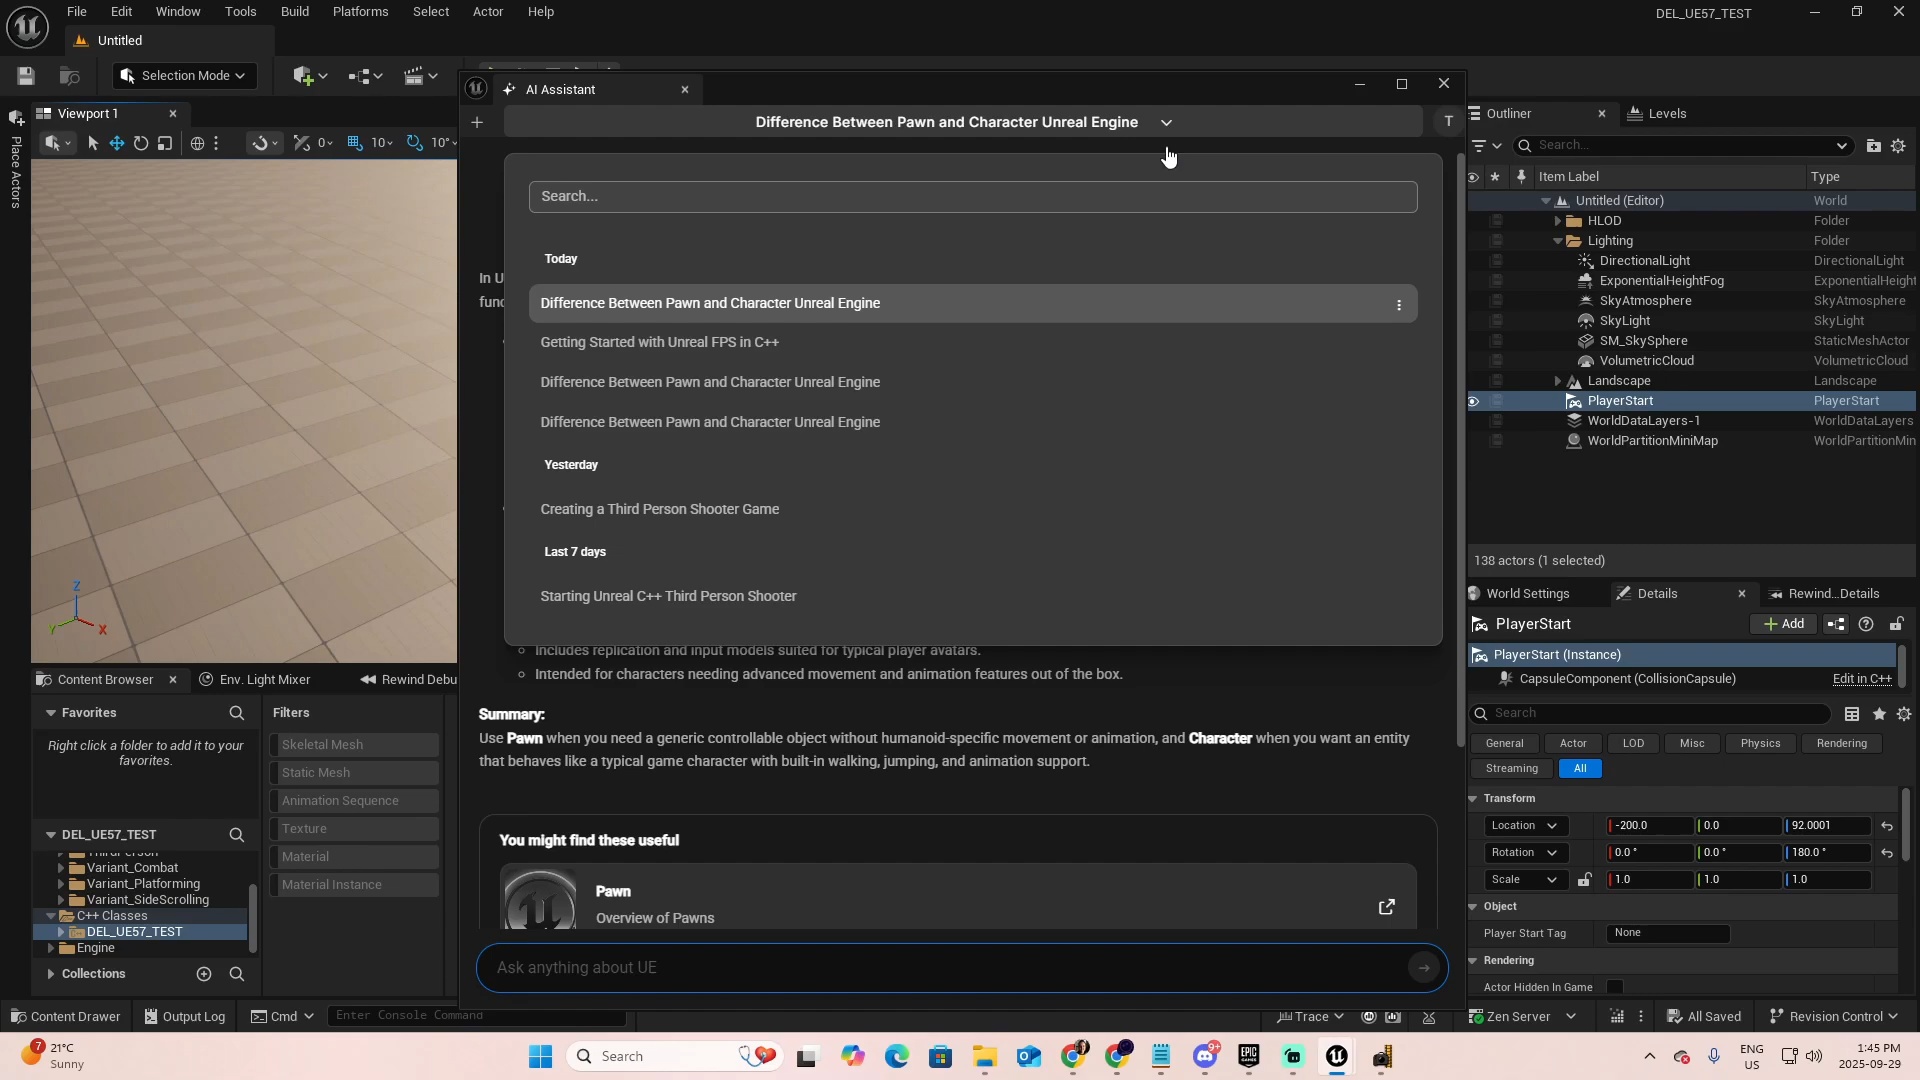 File Edit Window Tools Build Platforms Select Actor Help
DEL_UE57_TEST
Untitled
Selection Mode
AI Assistant
Viewport 1
Difference Between Pawn and Character Unreal Engine
T
Outliner
Levels
0
10
10°
Search...
Item Label
Type
Place Actors
Search...
Today
Difference Between Pawn and Character Unreal Engine
Getting Started with Unreal FPS in C++
Difference Between Pawn and Character Unreal Engine
Difference Between Pawn and Character Unreal Engine
Yesterday
Creating a Third Person Shooter Game
Last 7 days
Starting Unreal C++ Third Person Shooter
In U
func
Untitled (Editor) World
HLOD Folder
Lighting Folder
DirectionalLight DirectionalLight
ExponentialHeightFog ExponentialHeight
SkyAtmosphere SkyAtmosphere
SkyLight SkyLight
SM_SkySphere StaticMeshActor
VolumetricCloud VolumetricCloud
Landscape Landscape
PlayerStart PlayerStart
WorldDataLayers-1 WorldDataLayers
WorldPartitionMiniMap WorldPartitionMin
138 actors (1 selected)
Z
Y
X
Includes replication and input models suited for typical player avatars.
Intended for characters needing advanced movement and animation features out of the box.
Summary:
Use Pawn when you need a generic controllable object without humanoid-specific movement or animation, and Character when you want an entity
that behaves like a typical game character with built-in walking, jumping, and animation support.
You might find these useful
Pawn
Overview of Pawns
Ask anything about UE
World Settings
Details
Rewind...Details
PlayerStart
Add
PlayerStart (Instance)
CapsuleComponent (CollisionCapsule)
Edit in C++
Search
General Actor LOD Misc Physics Rendering
Streaming All
Transform
Location -200.0 0.0 92.0001
Rotation 0.0° 0.0° 180.0°
Scale 1.0 1.0 1.0
Object
Player Start Tag None
Rendering
Actor Hidden In Game
Content Browser
Env. Light Mixer
Rewind Debu
Favorites
Right click a folder to add it to your
favorites.
Filters
Skeletal Mesh
Static Mesh
Animation Sequence
Texture
Material
Material Instance
DEL_UE57_TEST
ThirdPerson
Variant_Combat
Variant_Platforming
Variant_SideScrolling
C++ Classes
DEL_UE57_TEST
Engine
Collections
Content Drawer
Output Log
Cmd
Enter Console Command
Trace
Zen Server
All Saved
Revision Control
7
21°C
Sunny
Search
9+
EPIC
GAMES
ENG
US
1:45 PM
2025-09-29